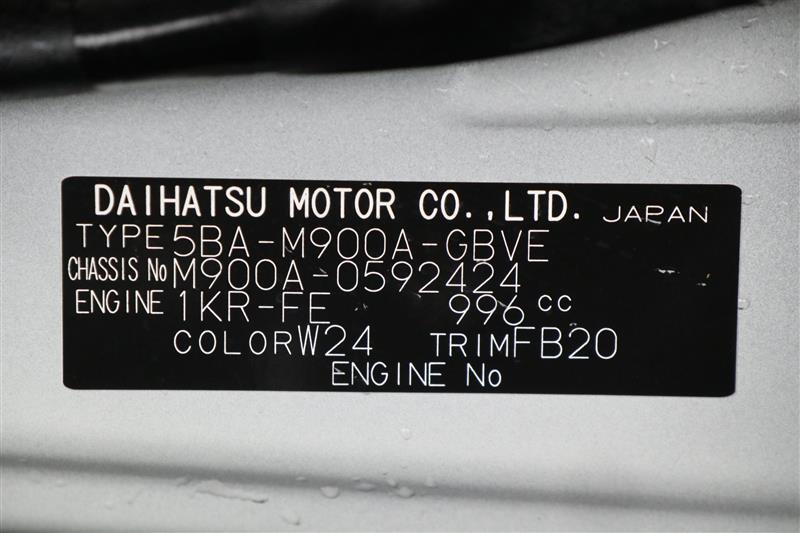 DAIHATSU MOTOR CO.,LTD. JAPAN
TYPE 5BA-M900A-GBVE
CHASSIS No M900A-0592424
ENGINE 1KR-FE 996 cc
COLOR W24 TRIM FB20
ENGINE No